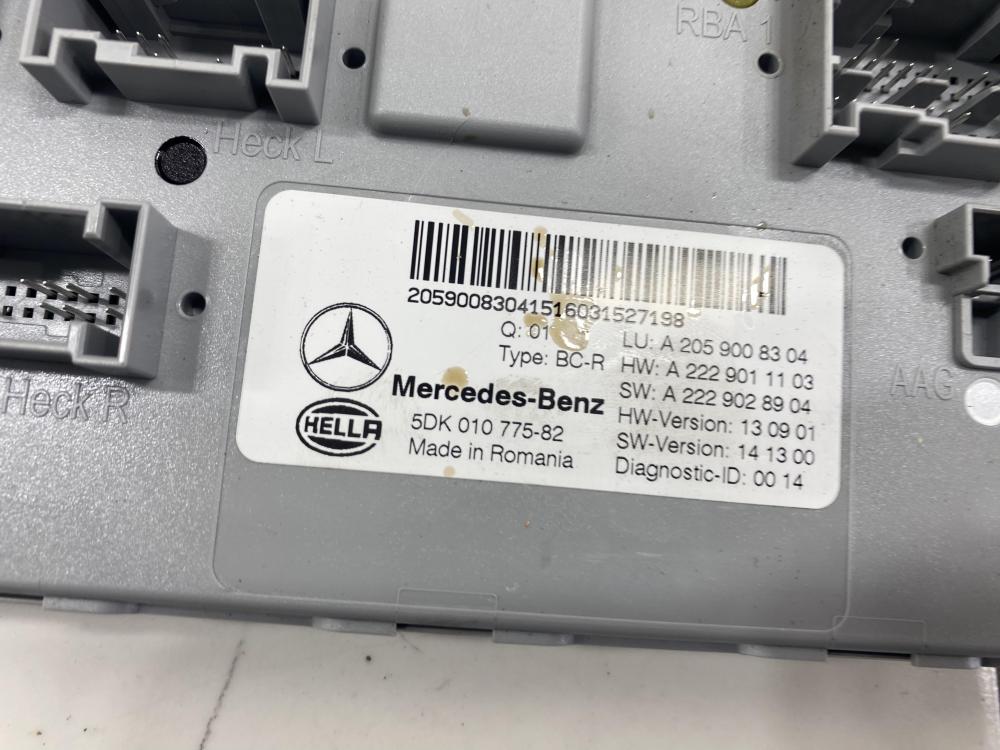 RBA 1
Heck L
Heck R
AAG
20590083041516031527198
Q: 01
Type: BC-R
Mercedes-Benz
HELLA
5DK 010 775-82
Made in Romania
LU: A 205 900 83 04
HW: A 222 901 11 03
SW: A 222 902 89 04
HW-Version: 13 09 01
SW-Version: 14 13 00
Diagnostic-ID: 00 14